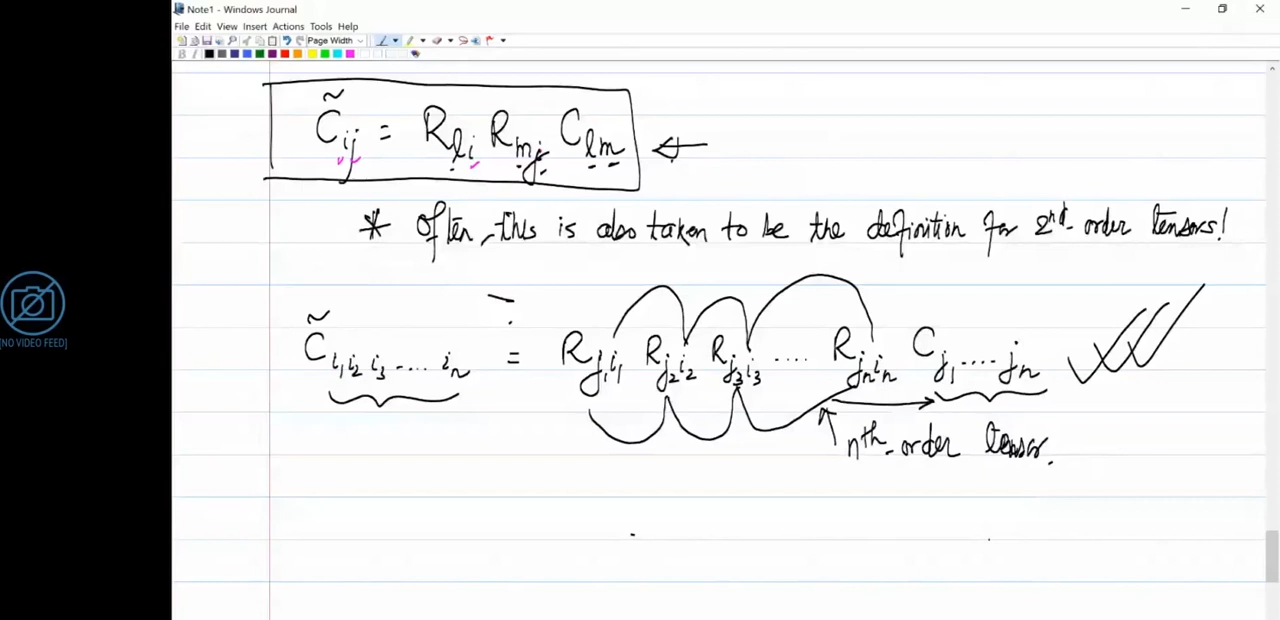 Note1 - Windows Journal
File Edit View Insert Actions Tools Help
Page Width
B I
C̃ij = Rli Rmj Clm ←
* Often, this is also taken to be the definition for 2nd-order tensors!
C̃i1i2i3....in = Rj1i1 Rj2i2 Rj3i3 .... Rjnin Cj1....jn
nth-order tensor.
[NO VIDEO FEED]